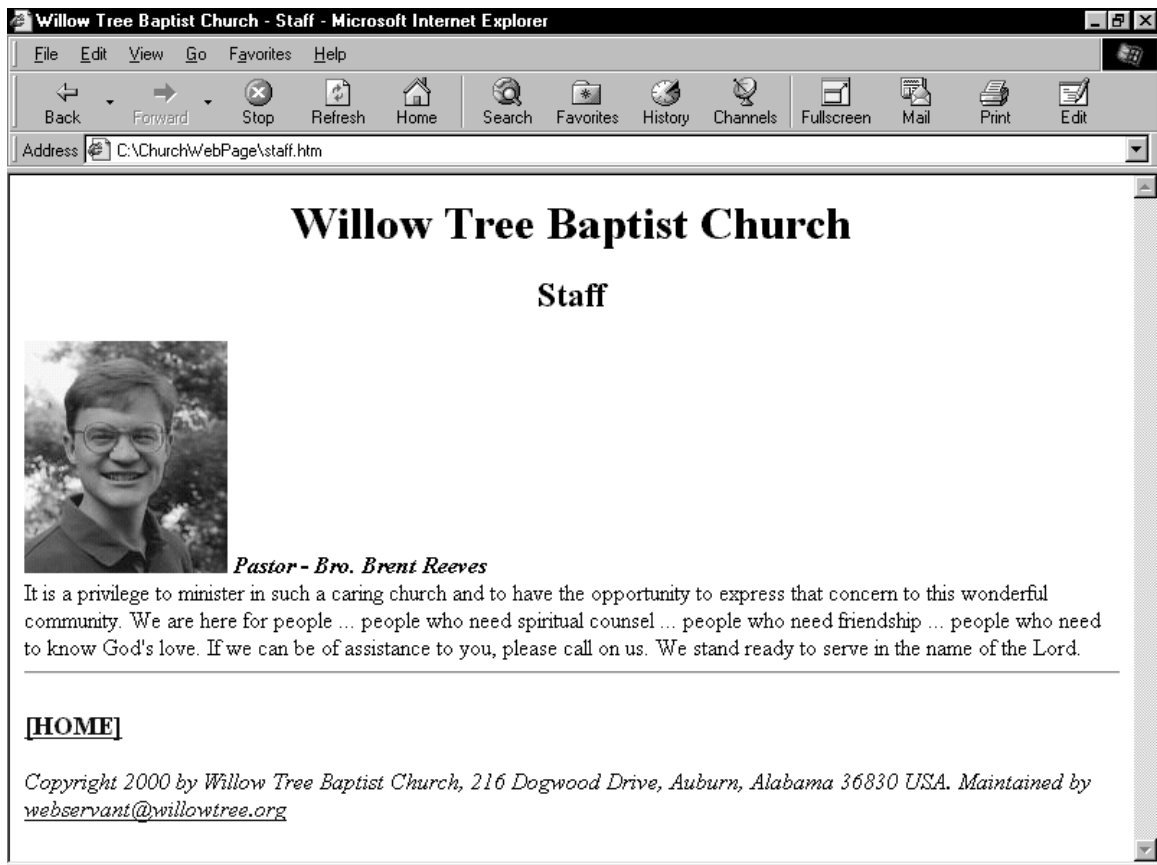 Willow Tree Baptist Church - Staff - Microsoft Internet Explorer
File Edit View Go Favorites Help
Back Forward Stop Refresh Home Search Favorites History Channels Fullscreen Mail Print Edit
Address C:\ChurchWebPage\staff.htm
Willow Tree Baptist Church
Staff
Pastor - Bro. Brent Reeves
It is a privilege to minister in such a caring church and to have the opportunity to express that concern to this wonderful
community. We are here for people ... people who need spiritual counsel ... people who need friendship ... people who need
to know God's love. If we can be of assistance to you, please call on us. We stand ready to serve in the name of the Lord.
[HOME]
Copyright 2000 by Willow Tree Baptist Church, 216 Dogwood Drive, Auburn, Alabama 36830 USA. Maintained by
webservant@willowtree.org